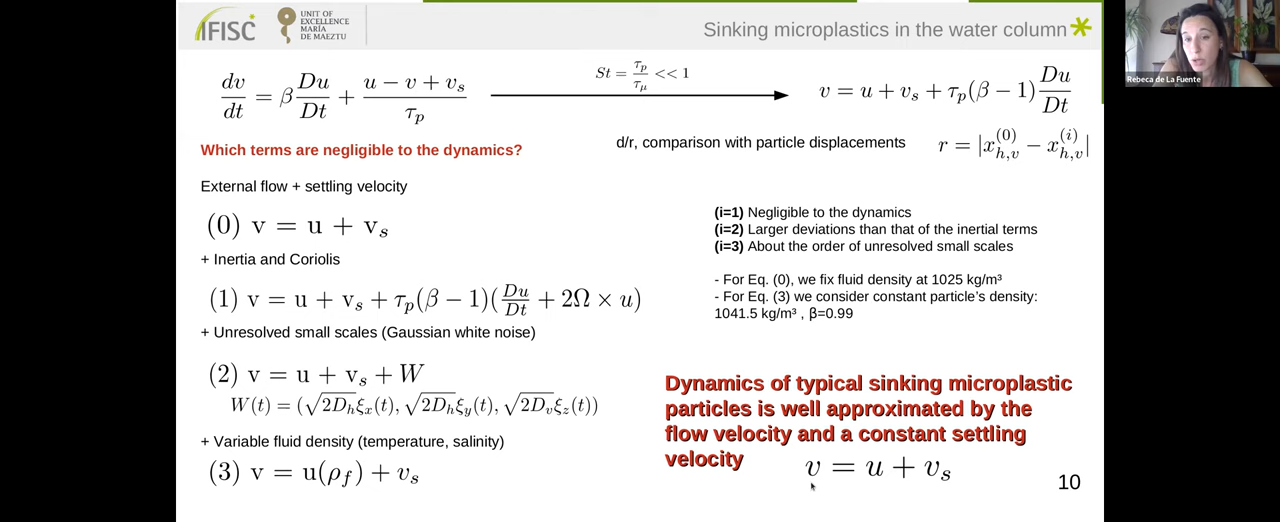 IFISC
UNIT OF
EXCELLENCE
MARÍA
DE MAEZTU
Sinking microplastics in the water column
Rebeca de La Fuente
dv/dt = β Du/Dt + (u − v + v_s)/τ_p
St = τ_p/τ_μ << 1
v = u + v_s + τ_p(β − 1) Du/Dt
Which terms are negligible to the dynamics?
d/r, comparison with particle displacements
r = |x_{h,v}^{(0)} − x_{h,v}^{(i)}|
External flow + settling velocity
(0) v = u + v_s
+ Inertia and Coriolis
(1) v = u + v_s + τ_p(β − 1)(Du/Dt + 2Ω × u)
+ Unresolved small scales (Gaussian white noise)
(2) v = u + v_s + W
W(t) = (√2D_h ξ_x(t), √2D_h ξ_y(t), √2D_v ξ_z(t))
+ Variable fluid density (temperature, salinity)
(3) v = u(ρ_f) + v_s
(i=1) Negligible to the dynamics
(i=2) Larger deviations than that of the inertial terms
(i=3) About the order of unresolved small scales
- For Eq. (0), we fix fluid density at 1025 kg/m³
- For Eq. (3) we consider constant particle's density:
1041.5 kg/m³ , β=0.99
Dynamics of typical sinking microplastic
particles is well approximated by the
flow velocity and a constant settling
velocity
v = u + v_s
10